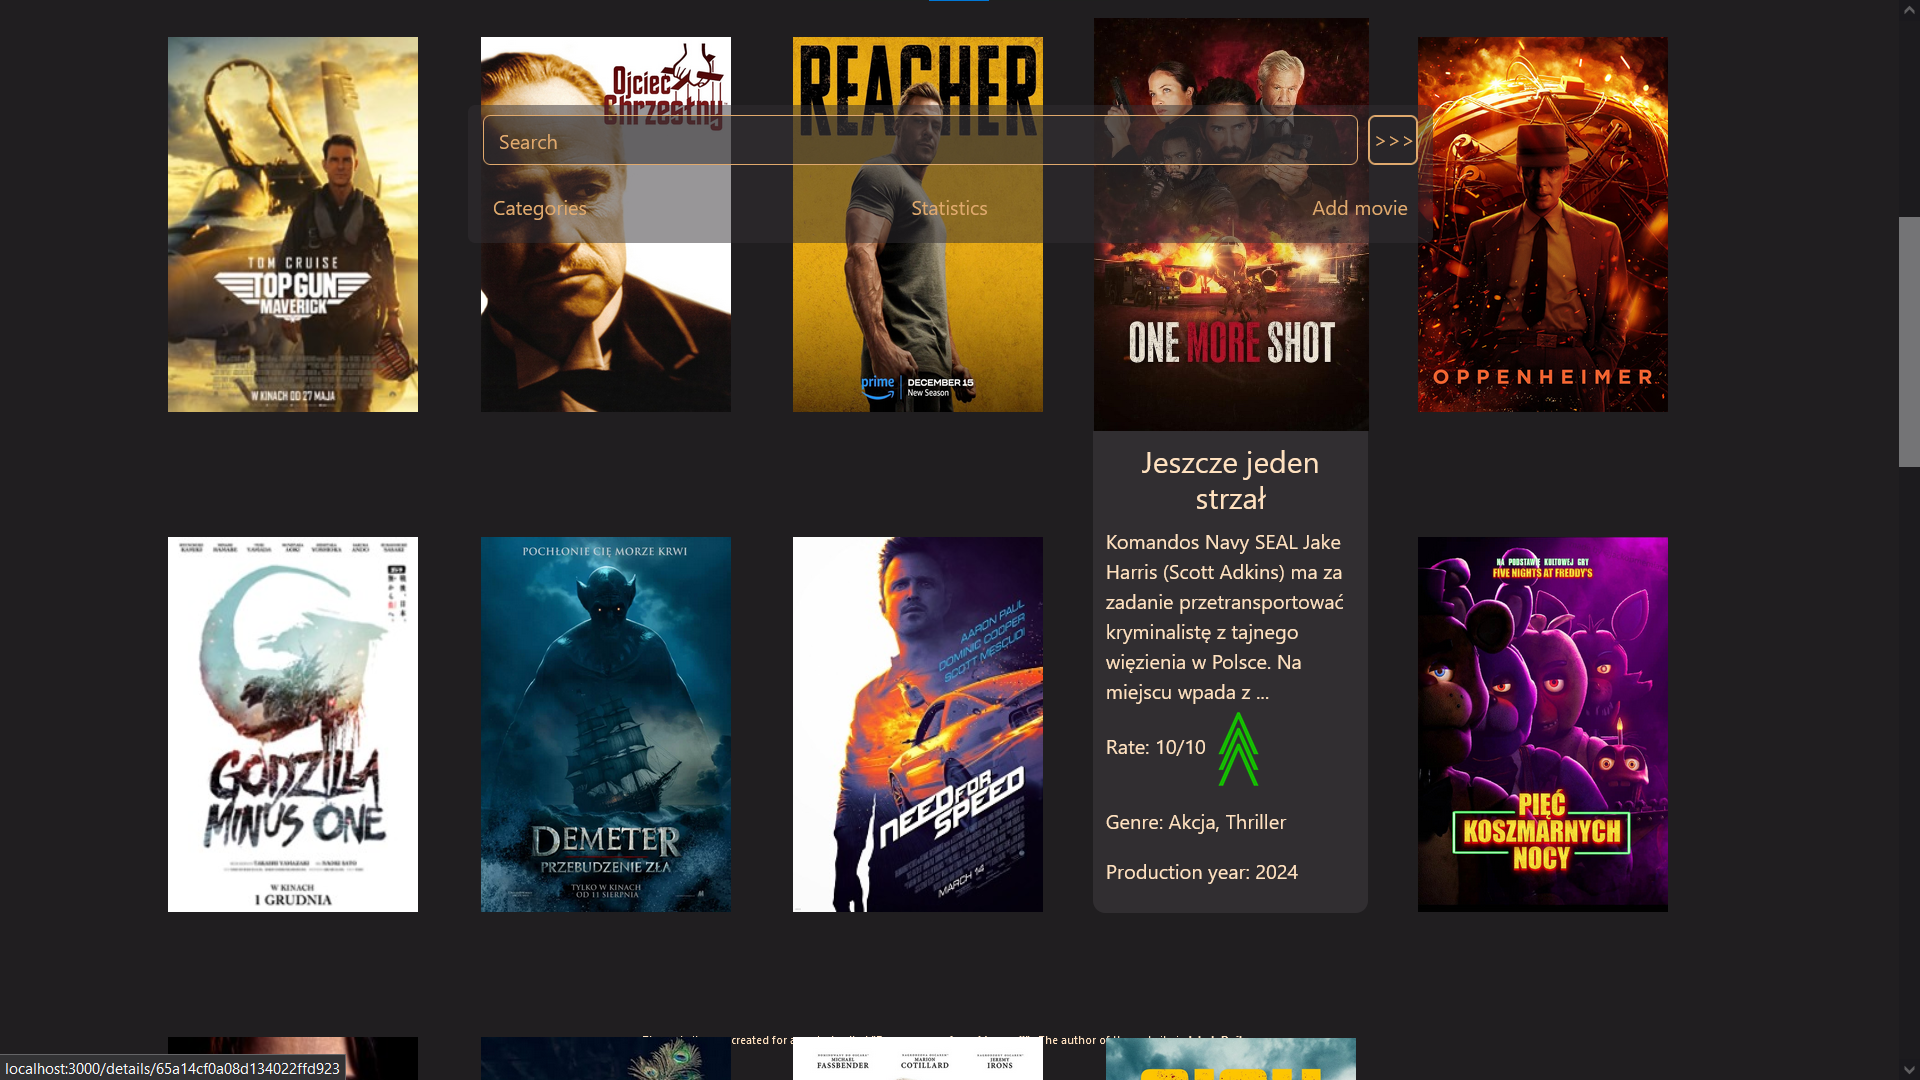 TOM CRUISE
TOP GUN
MAVERICK
W KINACH OD 27 MAJA
Ojciec
Chrzestny
REACHER
prime
DECEMBER 15
New Season
Search
>>>
Categories
Statistics
Add movie
ONE MORE SHOT
OPPENHEIMER
Jeszcze jeden
strzał
Komandos Navy SEAL Jake
Harris (Scott Adkins) ma za
zadanie przetransportować
kryminalistę z tajnego
więzienia w Polsce. Na
miejscu wpada z ...
Rate: 10/10
Genre: Akcja, Thriller
Production year: 2024
GODZILLA
MINUS ONE
W KINACH
1 GRUDNIA
POCHŁONIE CIĘ MORZE KRWI
DEMETER
PRZEBUDZENIE ZŁA
TYLKO W KINACH
OD 11 SIERPNIA
AARON PAUL
DOMINIC COOPER
SCOTT MESCUDI
NEED FOR
SPEED
MARCH 14
NA PODSTAWIE KULTOWEJ GRY
FIVE NIGHTS AT FREDDY'S
PIĘĆ
KOSZMARNYCH
NOCY
created for
The author of
MICHAEL
FASSBENDER
MARION
COTILLARD
JEREMY
IRONS
localhost:3000/details/65a14cf0a08d134022ffd923